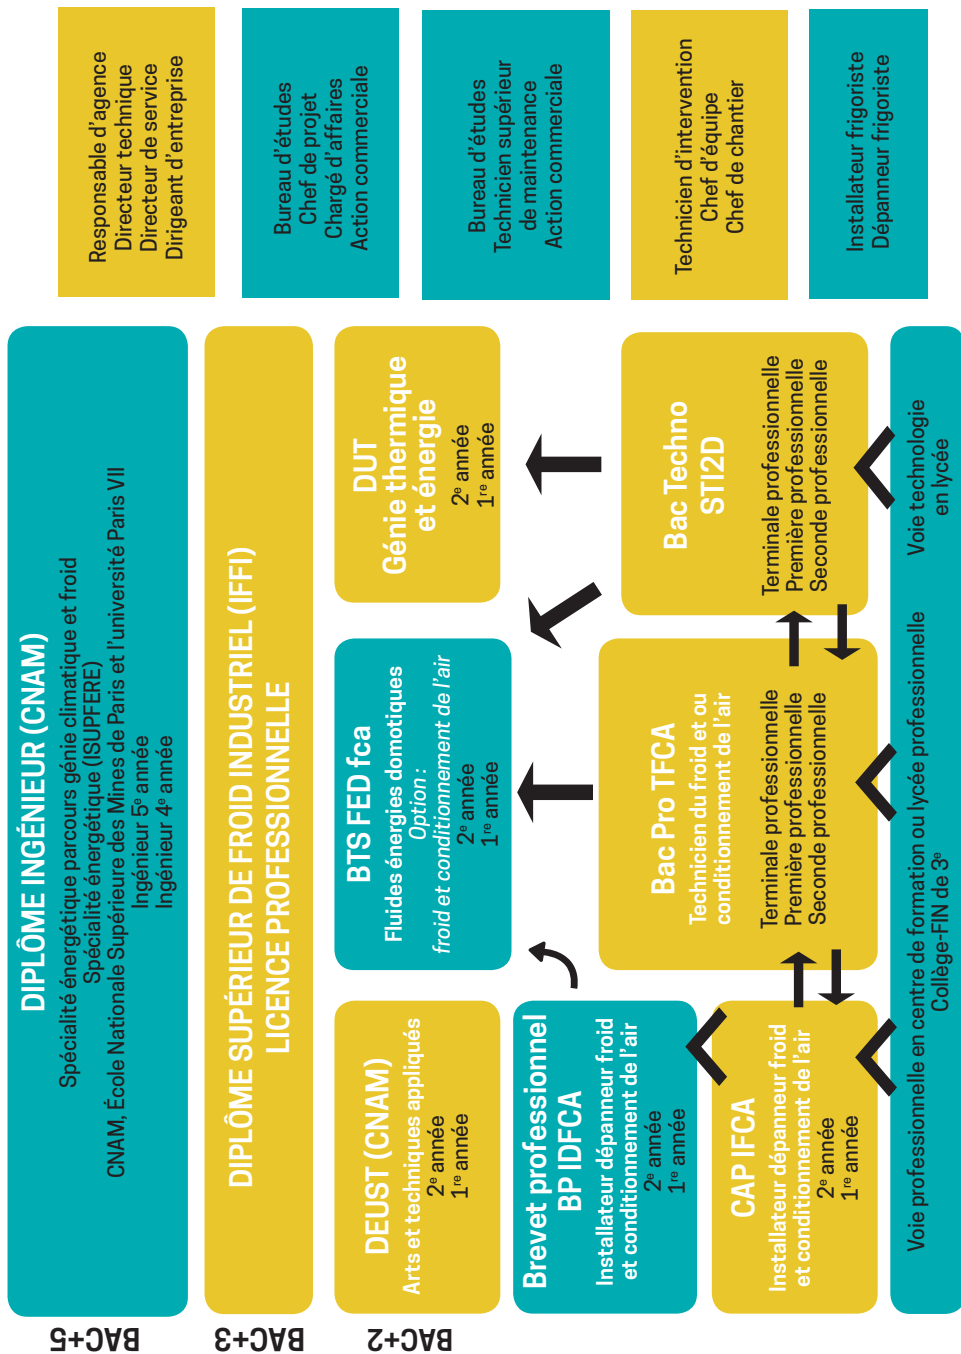 BAC+5
DIPLÔME INGÉNIEUR (CNAM)
Spécialité énergétique parcours génie climatique et froid
Spécialité énergétique (ISUPFERE)
CNAM, École Nationale Supérieure des Mines de Paris et l'université Paris VII
Ingénieur 5e année
Ingénieur 4e année
Responsable d'agence
Directeur technique
Directeur de service
Dirigeant d'entreprise
BAC+3
DIPLÔME SUPÉRIEUR DE FROID INDUSTRIEL (IFFI)
LICENCE PROFESSIONNELLE
Bureau d'études
Chef de projet
Chargé d'affaires
Action commerciale
BAC+2
DEUST (CNAM)
Arts et techniques appliqués
2e année
1re année
BTS FED fca
Fluides énergies domotiques
Option :
froid et conditionnement de l'air
2e année
1re année
DUT
Génie thermique
et énergie
2e année
1re année
Bureau d'études
Technicien supérieur
de maintenance
Action commerciale
Brevet professionnel
BP IDFCA
Installateur dépanneur froid
et conditionnement de l'air
2e année
1re année
Bac Pro TFCA
Technicien du froid et ou
conditionnement de l'air
Terminale professionnelle
Première professionnelle
Seconde professionnelle
Bac Techno
STI2D
Terminale professionnelle
Première professionnelle
Seconde professionnelle
Technicien d'intervention
Chef d'équipe
Chef de chantier
CAP IFCA
Installateur dépanneur froid
et conditionnement de l'air
2e année
1re année
Installateur frigoriste
Dépanneur frigoriste
Voie professionnelle en centre de formation ou lycée professionnelle
Collège-FIN de 3e
Voie technologie
en lycée